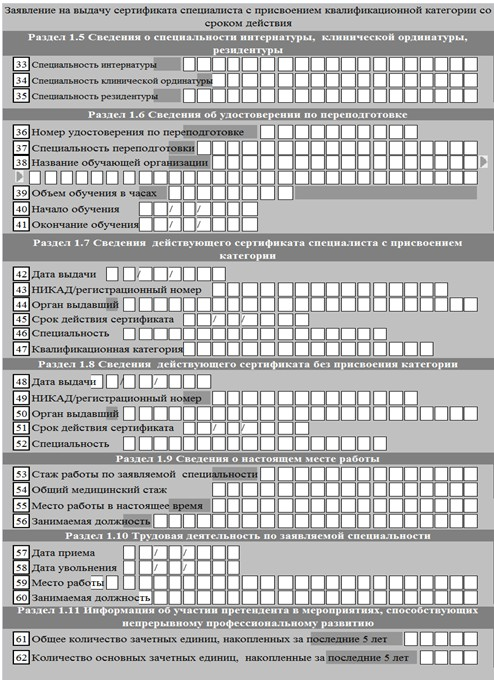 Заявление на выдачу сертификата специалиста с присвоением квалификационной категории со
сроком действия
Раздел 1.5 Сведения о специальности интернатуры, клинической ординатуры,
резидентуры
33 Специальность интернатуры
34 Специальность клинической ординатуры
35 Специальность резидентуры
Раздел 1.6 Сведения об удостоверении по переподготовке
36 Номер удостоверения по переподготовке
37 Специальность переподготовки
38 Название обучающей организации
39 Объем обучения в часах
40 Начало обучения / /
41 Окончание обучения / /
Раздел 1.7 Сведения действующего сертификата специалиста с присвоением
категории
42 Дата выдачи / /
43 НИКАД/регистрационный номер
44 Орган выдавший
45 Срок действия сертификата / /
46 Специальность
47 Квалификационная категория
Раздел 1.8 Сведения действующего сертификата без присвоения категории
48 Дата выдачи / /
49 НИКАД/регистрационный номер
50 Орган выдавший
51 Срок действия сертификата / /
52 Специальность
Раздел 1.9 Сведения о настоящем месте работы
53 Стаж работы по заявляемой специальности
54 Общий медицинский стаж
55 Место работы в настоящее время
56 Занимаемая должность
Раздел 1.10 Трудовая деятельность по заявляемой специальности
57 Дата приема / /
58 Дата увольнения / /
59 Место работы
60 Занимаемая должность
Раздел 1.11 Информация об участии претендента в мероприятиях, способствующих
непрерывному профессиональному развитию
61 Общее количество зачетных единиц, накопленных за последние 5 лет
62 Количество основных зачетных единиц, накопленные за последние 5 лет